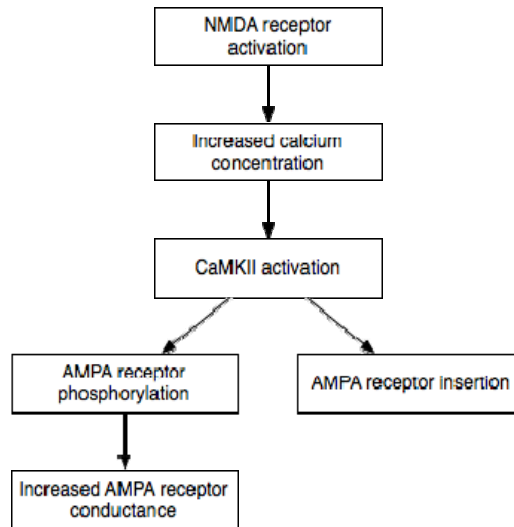 NMDA receptor
activation
Increased calcium
concentration
CaMKII activation
AMPA receptor
phosphorylation
AMPA receptor insertion
Increased AMPA receptor
conductance